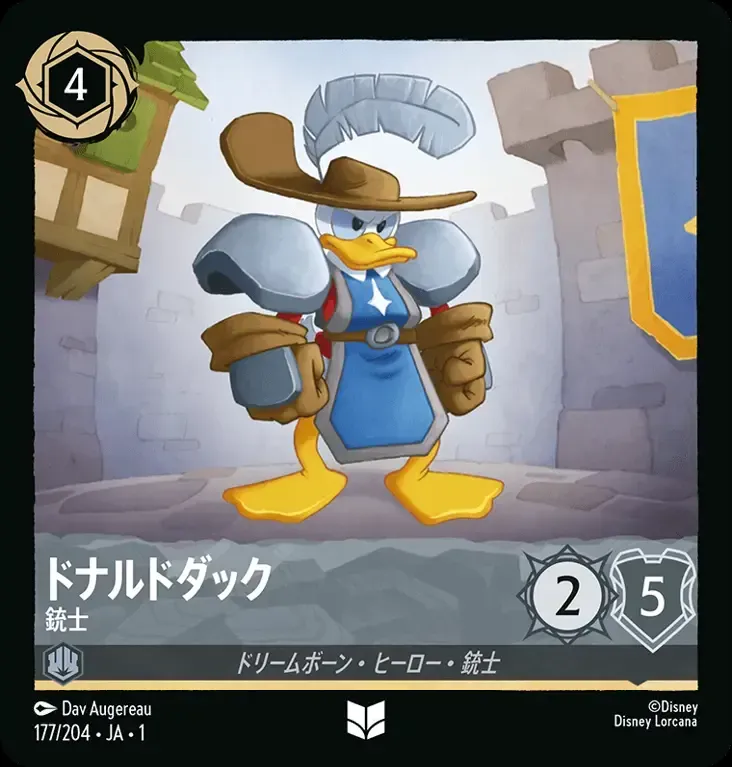 4
ドナルドダック
銃士
2
5
ドリームボーン・ヒーロー・銃士
Dav Augereau
177/204 • JA • 1
©Disney
Disney Lorcana